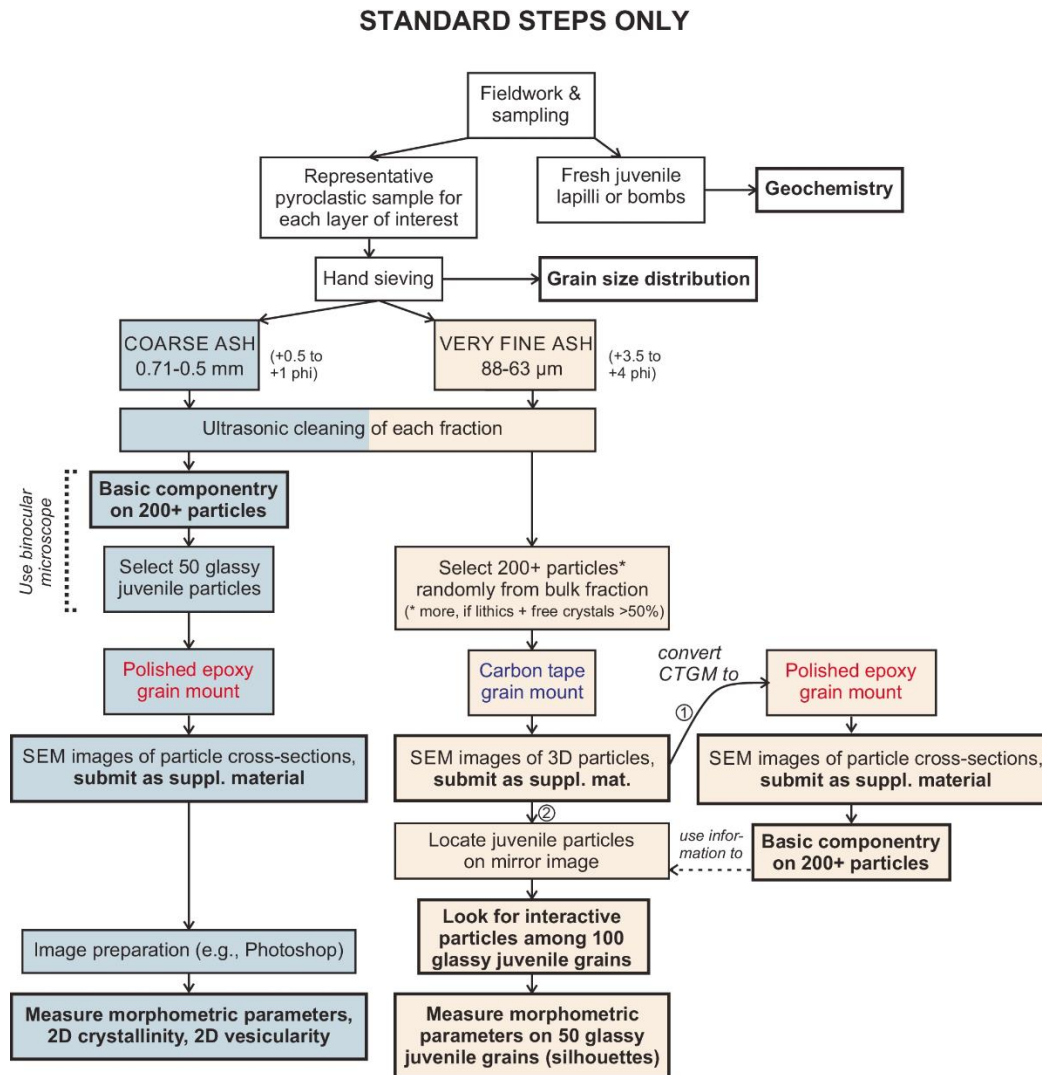 STANDARD STEPS ONLY
Fieldwork &
sampling
Representative
pyroclastic sample for
each layer of interest
Fresh juvenile
lapilli or bombs
Geochemistry
Hand sieving
Grain size distribution
COARSE ASH
0.71-0.5 mm
(+0.5 to
+1 phi)
VERY FINE ASH
88-63 µm
(+3.5 to
+4 phi)
Ultrasonic cleaning of each fraction
Use binocular
microscope
Basic componentry
on 200+ particles
Select 50 glassy
juvenile particles
Select 200+ particles*
randomly from bulk fraction
(* more, if lithics + free crystals >50%)
Polished epoxy
grain mount
Carbon tape
grain mount
convert
CTGM to
①
Polished epoxy
grain mount
SEM images of particle cross-sections,
submit as suppl. material
SEM images of 3D particles,
submit as suppl. mat.
SEM images of particle cross-sections,
submit as suppl. material
②
Locate juvenile particles
on mirror image
use infor-
mation to
Basic componentry
on 200+ particles
Look for interactive
particles among 100
glassy juvenile grains
Image preparation (e.g., Photoshop)
Measure morphometric parameters,
2D crystallinity, 2D vesicularity
Measure morphometric
parameters on 50 glassy
juvenile grains (silhouettes)